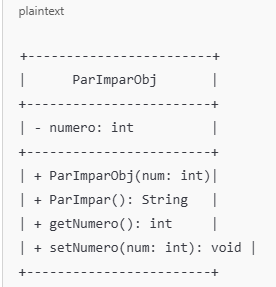 plaintext
+------------------------+
|      ParImparObj       |
+------------------------+
| - numero: int          |
+------------------------+
| + ParImparObj(num: int)|
| + ParImpar(): String   |
| + getNumero(): int     |
| + setNumero(num: int): void |
+------------------------+